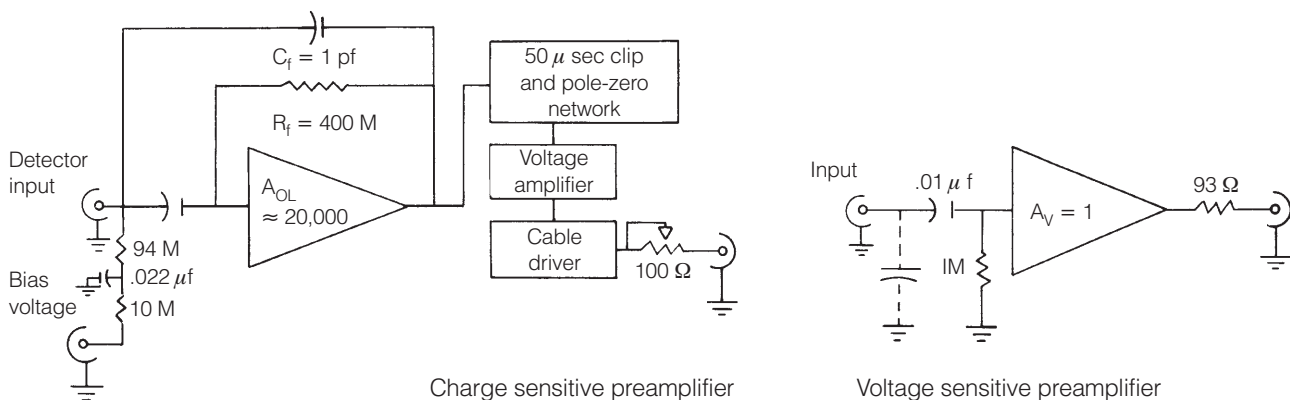 C_f = 1 pf
R_f = 400 M
50 μ sec clip
and pole-zero
network
Detector
input
A_OL
≈ 20,000
Voltage
amplifier
Cable
driver
100 Ω
94 M
.022 μf
10 M
Bias
voltage
Charge sensitive preamplifier
Input
.01 μ f
IM
A_V = 1
93 Ω
Voltage sensitive preamplifier